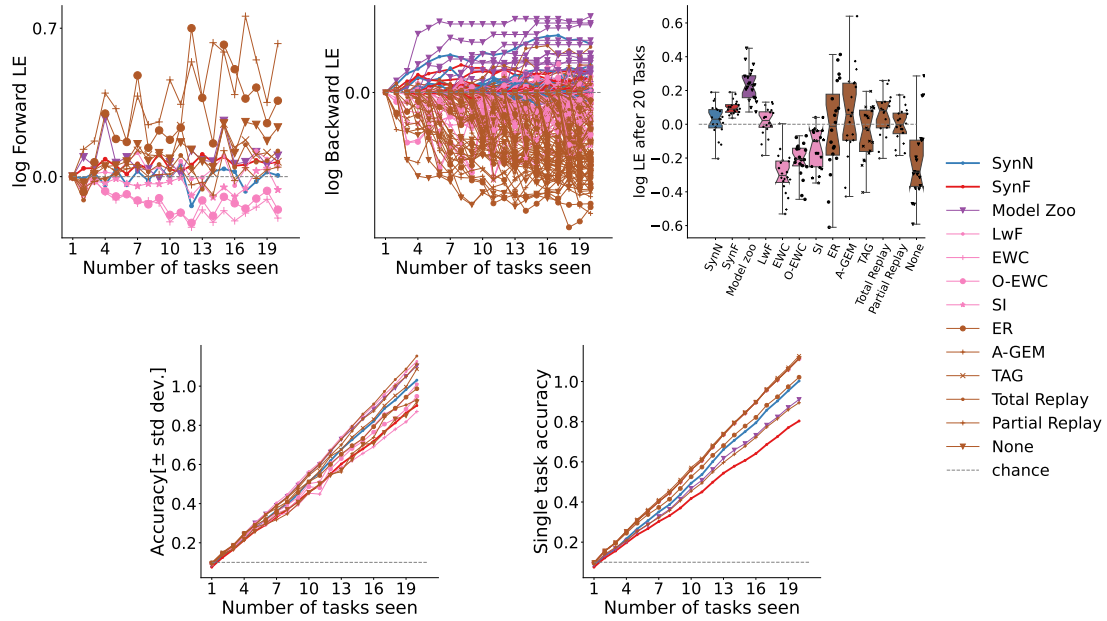 log Forward LE
0.7
0.0
1 4 7 10 13 16 19
Number of tasks seen
log Backward LE
0.0
1 4 7 10 13 16 19
Number of tasks seen
log LE after 20 Tasks
0.6
0.4
0.2
0.0
−0.2
−0.4
−0.6
SynN
SynF
Model zoo
LwF
EWC
O-EWC
SI
ER
A-GEM
TAG
Total Replay
Partial Replay
None
SynN
SynF
Model Zoo
LwF
EWC
O-EWC
SI
ER
A-GEM
TAG
Total Replay
Partial Replay
None
chance
Accuracy[± std dev.]
1.0
0.8
0.6
0.4
0.2
1 4 7 10 13 16 19
Number of tasks seen
Single task accuracy
1.0
0.8
0.6
0.4
0.2
1 4 7 10 13 16 19
Number of tasks seen